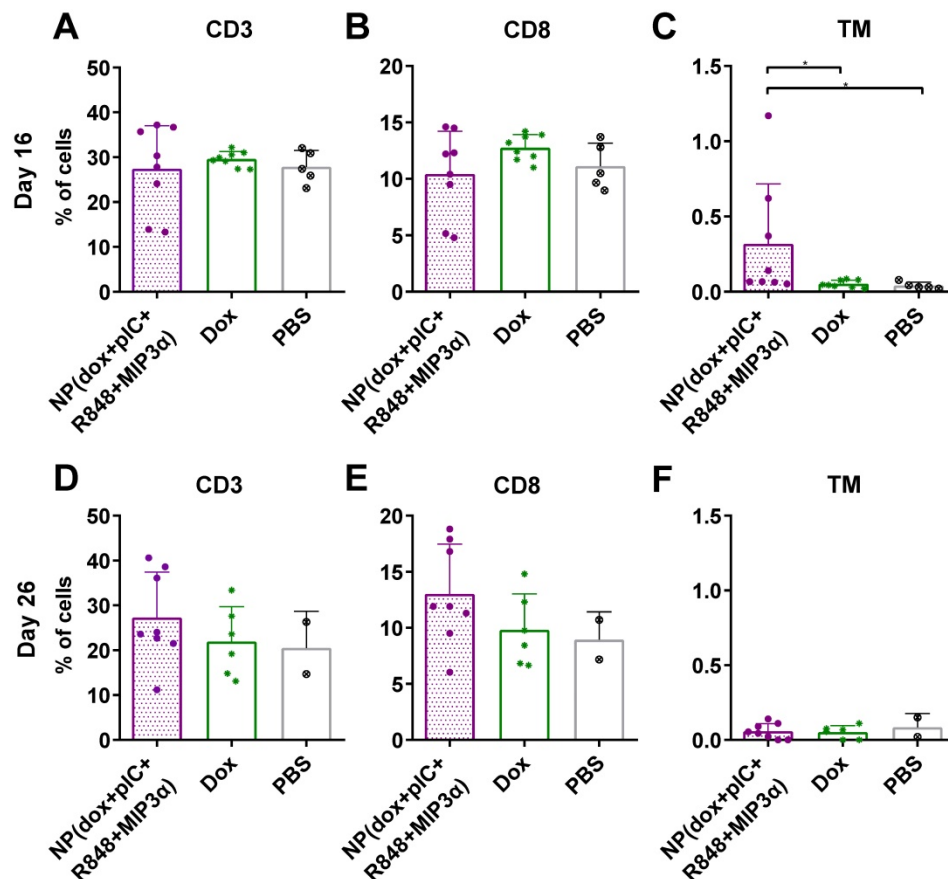 A CD3
B CD8
C TM
Day 16
% of cells
50
40
30
20
10
0
20
15
10
5
0
1.5
1.0
0.5
0.0
*
*
NP(dox+pIC+
R848+MIP3α)
Dox
PBS
NP(dox+pIC+
R848+MIP3α)
Dox
PBS
NP(dox+pIC+
R848+MIP3α)
Dox
PBS
D CD3
E CD8
F TM
Day 26
% of cells
50
40
30
20
10
0
20
15
10
5
0
1.5
1.0
0.5
0.0
NP(dox+pIC+
R848+MIP3α)
Dox
PBS
NP(dox+pIC+
R848+MIP3α)
Dox
PBS
NP(dox+pIC+
R848+MIP3α)
Dox
PBS